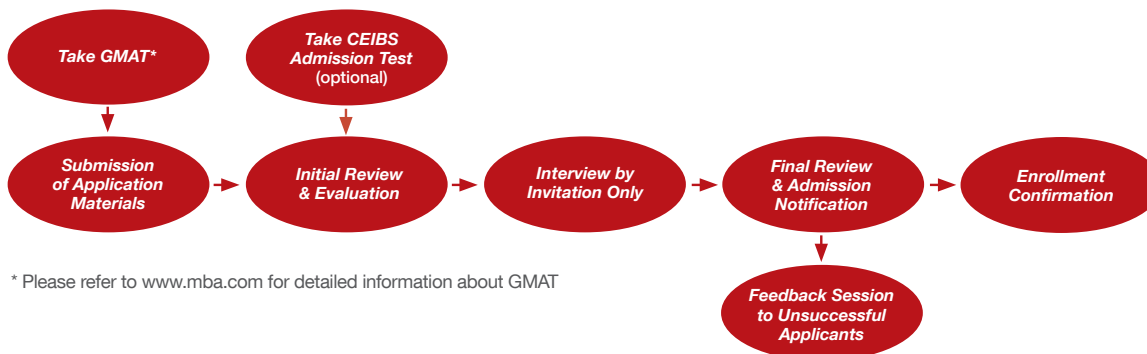 Take GMAT*
Take CEIBS
Admission Test
(optional)
Submission
of Application
Materials
Initial Review
& Evaluation
Interview by
Invitation Only
Final Review
& Admission
Notification
Enrollment
Confirmation
* Please refer to www.mba.com for detailed information about GMAT
Feedback Session
to Unsuccessful
Applicants